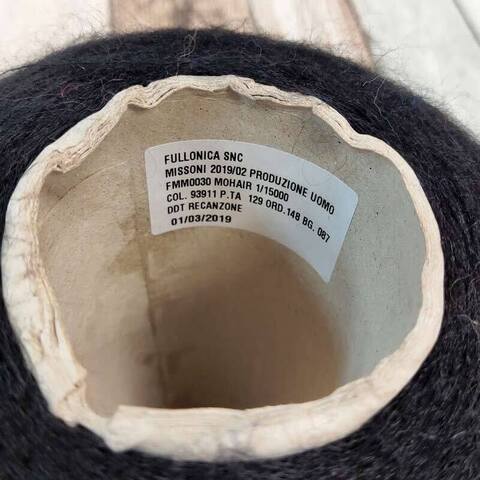 FULLONICA SNC
MISSONI 2019/02 PRODUZIONE UOMO
FMM0030 MOHAIR 1/15000
COL. 93911 P.TA 129 ORD.148 BG. 087
DDT RECANZONE
01/03/2019